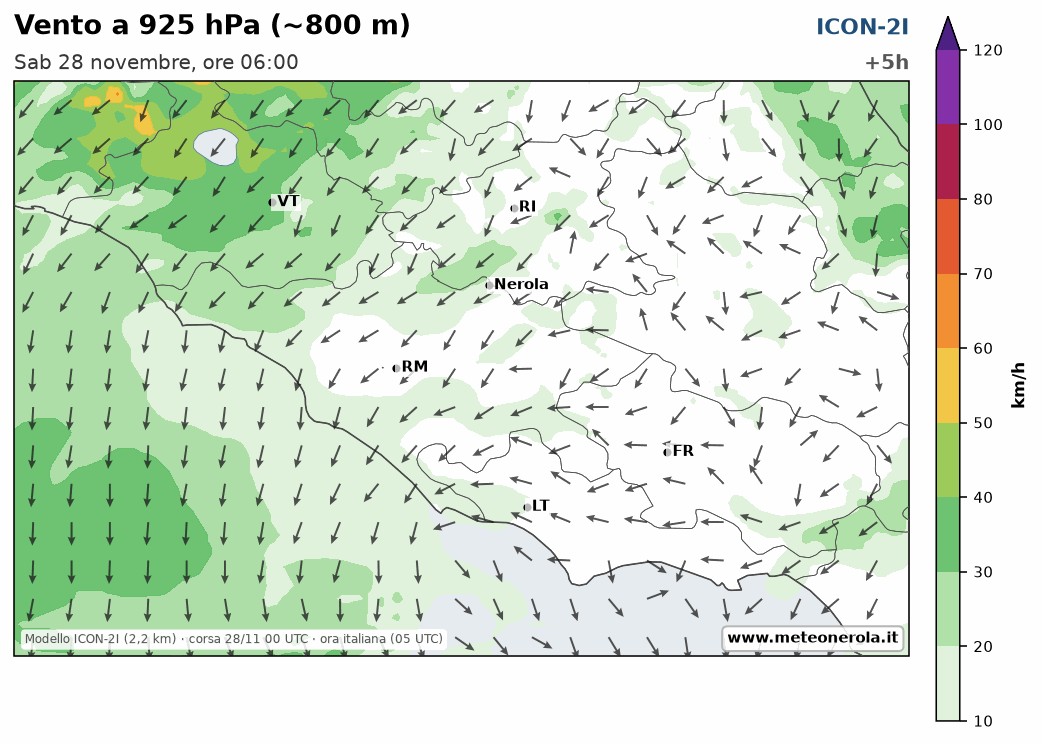 Vento a 925 hPa (~800 m)
ICON-2I
Sab 28 novembre, ore 06:00
+5h
VT
RI
Nerola
RM
FR
LT
Modello ICON-2I (2,2 km) · corsa 28/11 00 UTC · ora italiana (05 UTC)
www.meteonerola.it
120
100
80
70
60
50
40
30
20
10
km/h